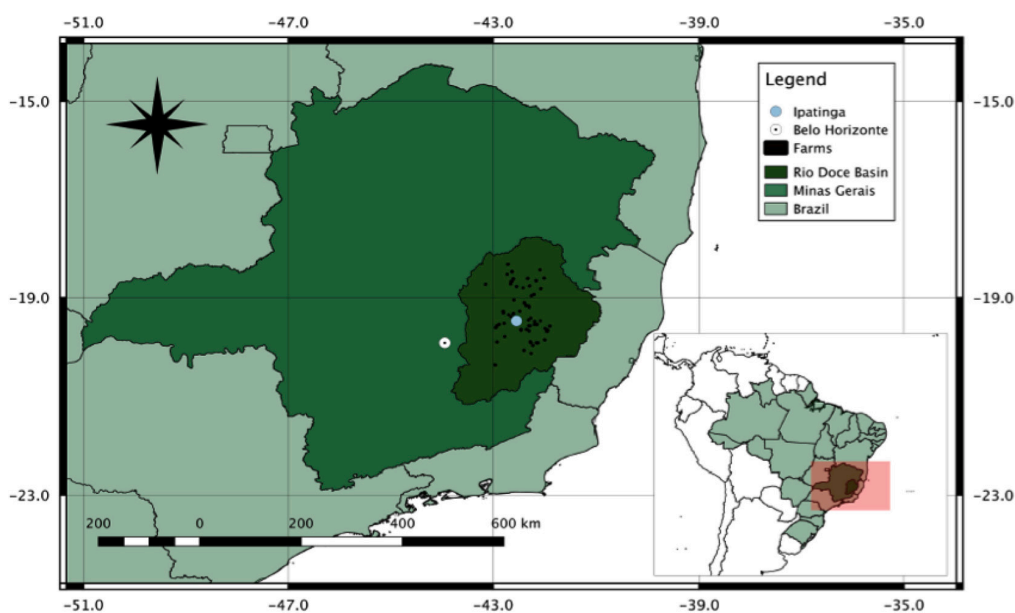 -51.0 -47.0 -43.0 -39.0 -35.0
Legend
-15.0 -15.0
Ipatinga
Belo Horizonte
Farms
Rio Doce Basin
Minas Gerais
Brazil
-19.0 -19.0
-23.0 -23.0
200 0 200 400 600 km
-51.0 -47.0 -43.0 -39.0 -35.0